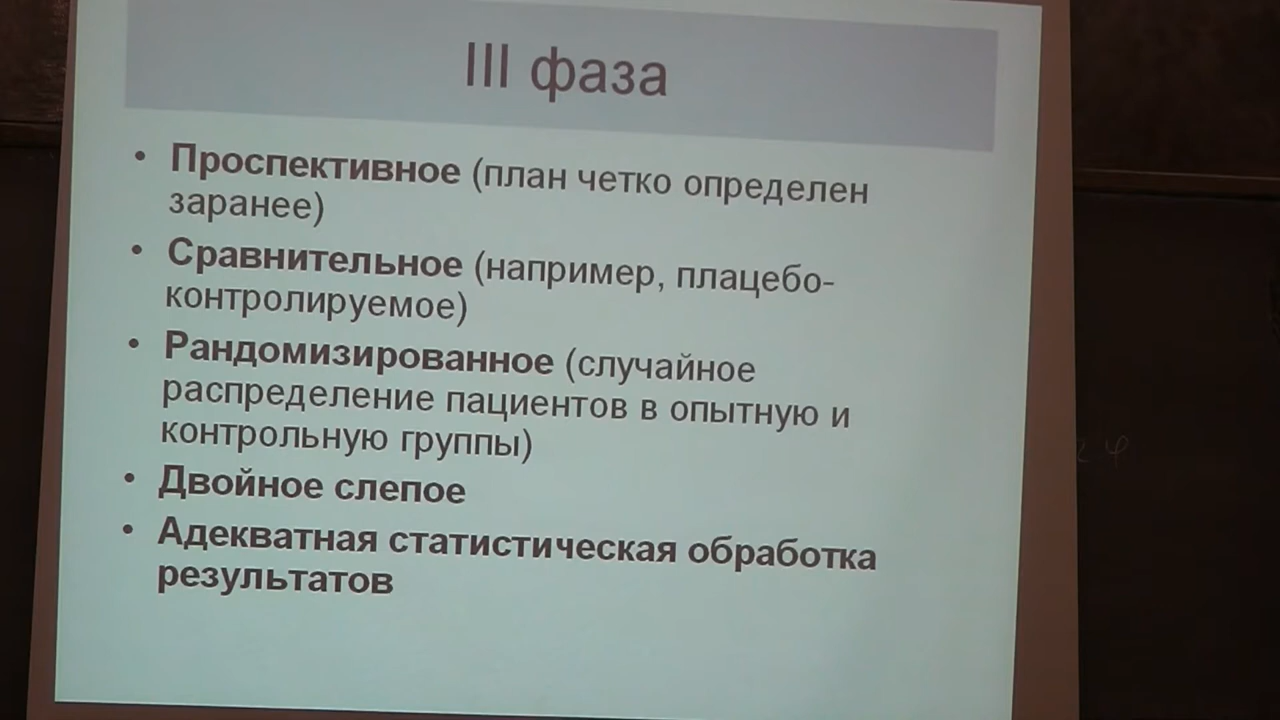 III фаза
• Проспективное (план четко определен
заранее)
• Сравнительное (например, плацебо-
контролируемое)
• Рандомизированное (случайное
распределение пациентов в опытную и
контрольную группы)
• Двойное слепое
• Адекватная статистическая обработка
результатов